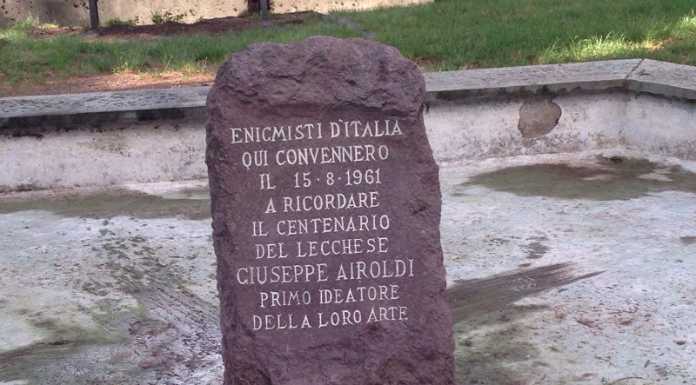 ENIGMISTI D'ITALIA
QUI CONVENNERO
IL 15·8·1961
A RICORDARE
IL CENTENARIO
DEL LECCHESE
GIUSEPPE AIROLDI
PRIMO IDEATORE
DELLA LORO ARTE